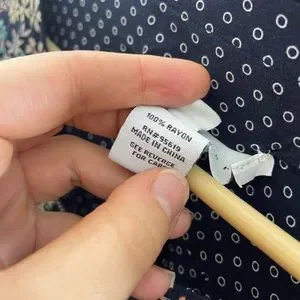 100% RAYON
RN# 95619
MADE IN CHINA
SEE REVERSE
FOR CARE